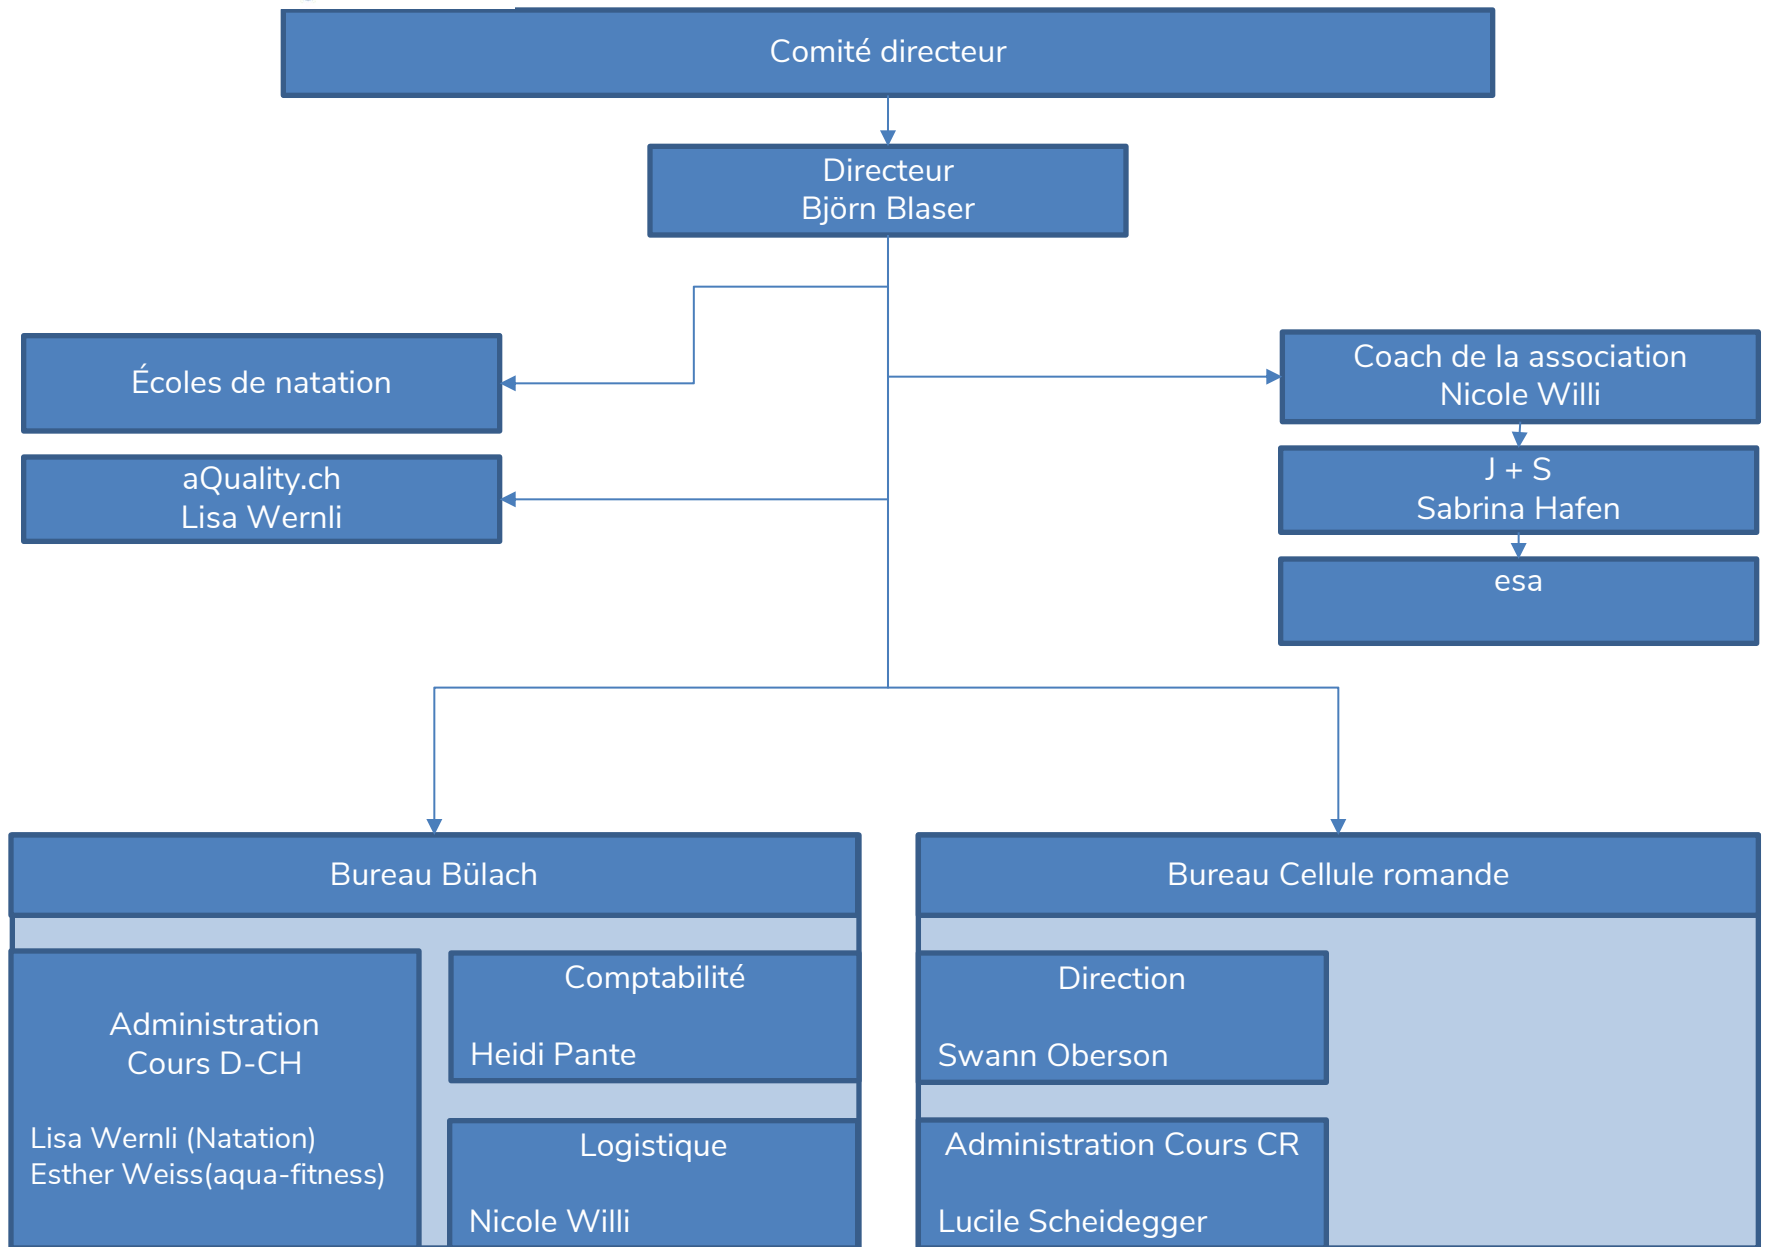 Comité directeur
Directeur
Björn Blaser
Écoles de natation
Coach de la association
Nicole Willi
aQuality.ch
Lisa Wernli
J + S
Sabrina Hafen
esa
Bureau Bülach
Administration
Cours D-CH
Lisa Wernli (Natation)
Esther Weiss(aqua-fitness)
Comptabilité
Heidi Pante
Logistique
Nicole Willi
Bureau Cellule romande
Direction
Swann Oberson
Administration Cours CR
Lucile Scheidegger